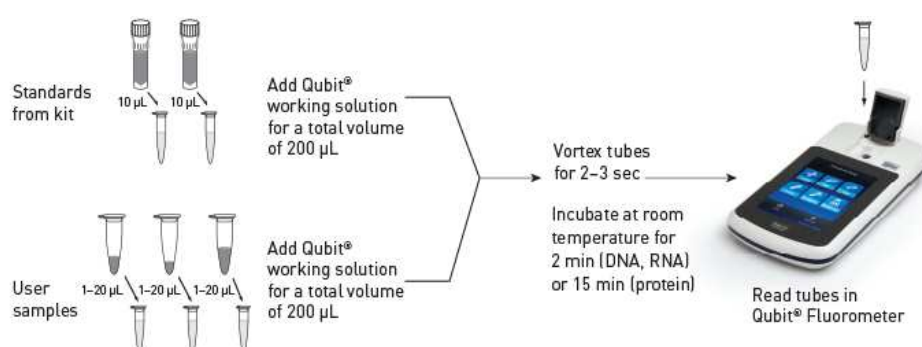 Standards
from kit
10 µL 10 µL
Add Qubit®
working solution
for a total volume
of 200 µL
User
samples
1–20 µL 1–20 µL 1–20 µL
Add Qubit®
working solution
for a total volume
of 200 µL
Vortex tubes
for 2–3 sec
Incubate at room
temperature for
2 min (DNA, RNA)
or 15 min (protein)
Read tubes in
Qubit® Fluorometer